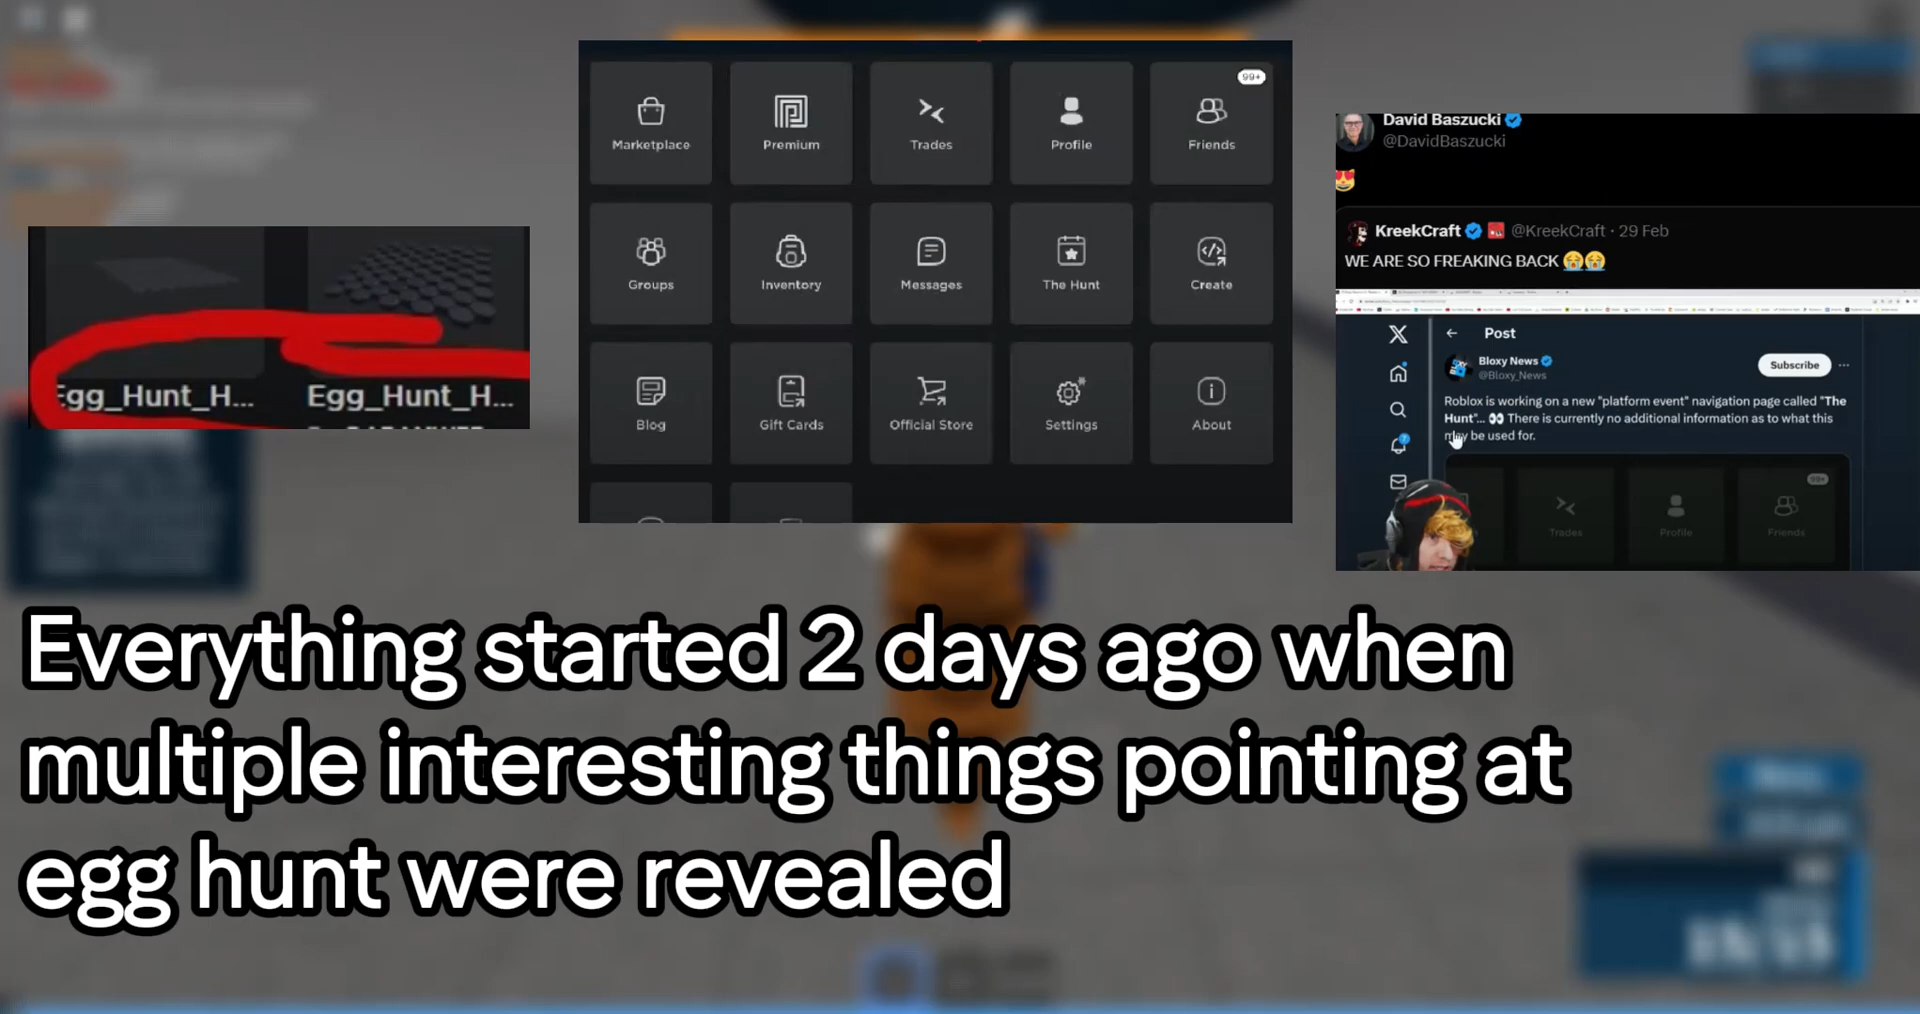 Egg_Hunt_H...
Egg_Hunt_H...
99+
Marketplace
Premium
Trades
Profile
Friends
Groups
Inventory
Messages
The Hunt
Create
Blog
Gift Cards
Official Store
Settings
About
David Baszucki
@DavidBaszucki
😻
KreekCraft @KreekCraft · 29 Feb
WE ARE SO FREAKING BACK 😭😭
Post
Bloxy News
@Bloxy_News
Subscribe
Roblox is working on a new "platform event" navigation page called "The
Hunt"... 👀 There is currently no additional information as to what this
may be used for.
99+
Trades
Profile
Friends
Everything started 2 days ago when
multiple interesting things pointing at
egg hunt were revealed